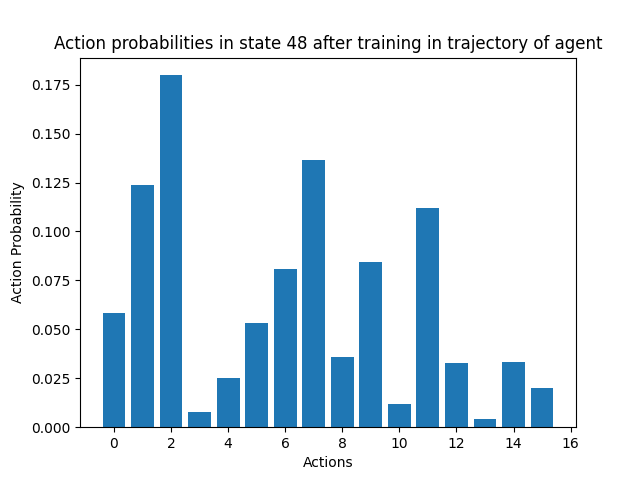 Action probabilities in state 48 after training in trajectory of agent
0.175
0.150
0.125
0.100
0.075
0.050
0.025
0.000
Action Probability
0 2 4 6 8 10 12 14 16
Actions